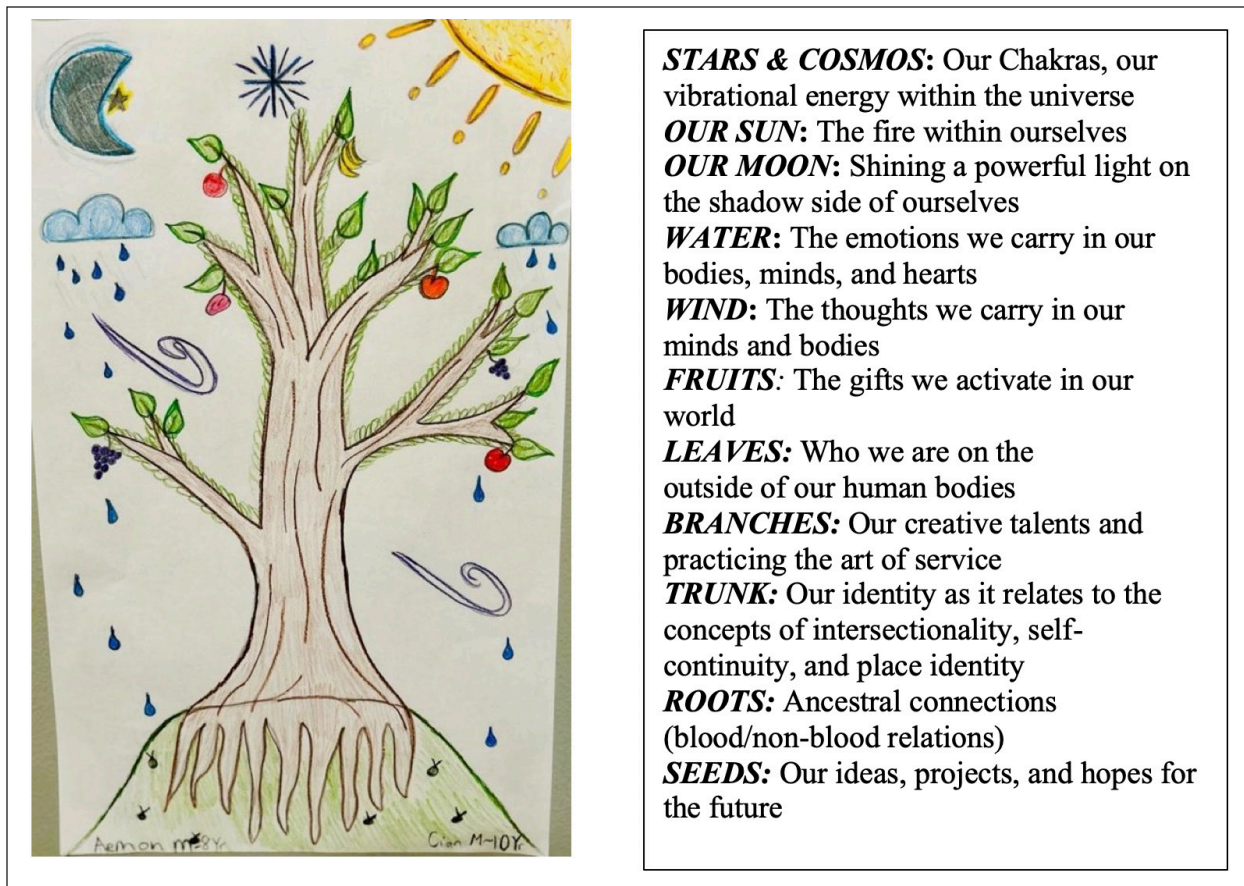 STARS & COSMOS: Our Chakras, our
vibrational energy within the universe
OUR SUN: The fire within ourselves
OUR MOON: Shining a powerful light on
the shadow side of ourselves
WATER: The emotions we carry in our
bodies, minds, and hearts
WIND: The thoughts we carry in our
minds and bodies
FRUITS: The gifts we activate in our
world
LEAVES: Who we are on the
outside of our human bodies
BRANCHES: Our creative talents and
practicing the art of service
TRUNK: Our identity as it relates to the
concepts of intersectionality, self-
continuity, and place identity
ROOTS: Ancestral connections
(blood/non-blood relations)
SEEDS: Our ideas, projects, and hopes for
the future
Aemon M-8Yr
Cian M-10Yr